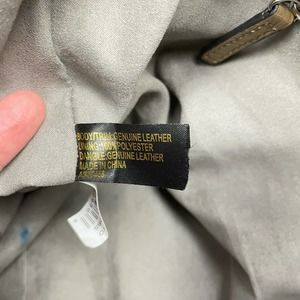 BODY/TRIM: GENUINE LEATHER
LINING: 100% POLYESTER
DANGLE: GENUINE LEATHER
MADE IN CHINA